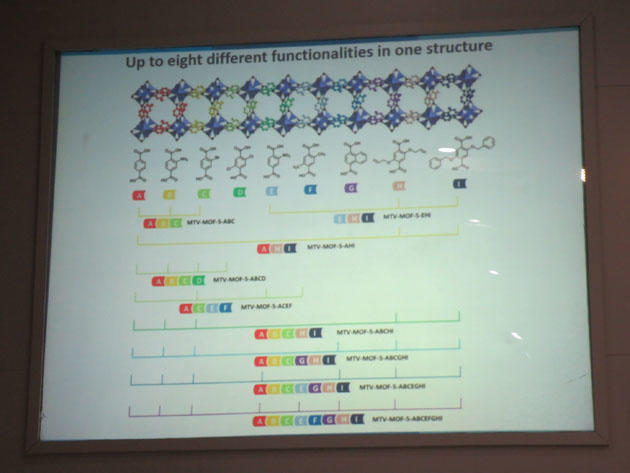 Up to eight different functionalities in one structure
A B C D E F G H I
A B C MTV-MOF-5-ABC
E H I MTV-MOF-5-EHI
A H I MTV-MOF-5-AHI
A B C D MTV-MOF-5-ABCD
A C E F MTV-MOF-5-ACEF
A B C H I MTV-MOF-5-ABCHI
A B C G H I MTV-MOF-5-ABCGHI
A B C E G H I MTV-MOF-5-ABCEGHI
A B C E F G H I MTV-MOF-5-ABCEFGHI